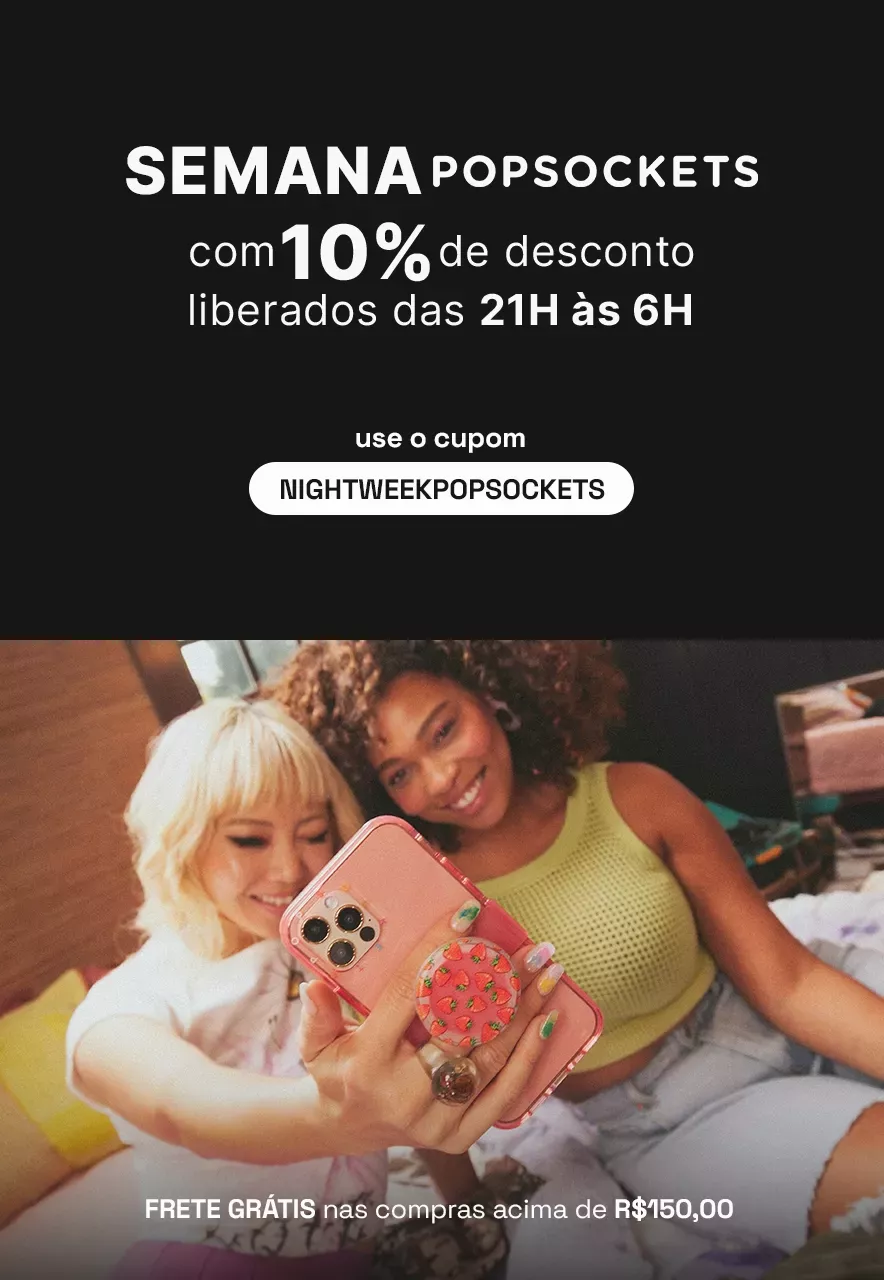 SEMANA POPSOCKETS
com 10% de desconto
liberados das 21H às 6H
use o cupom
NIGHTWEEKPOPSOCKETS
FRETE GRÁTIS nas compras acima de R$150,00